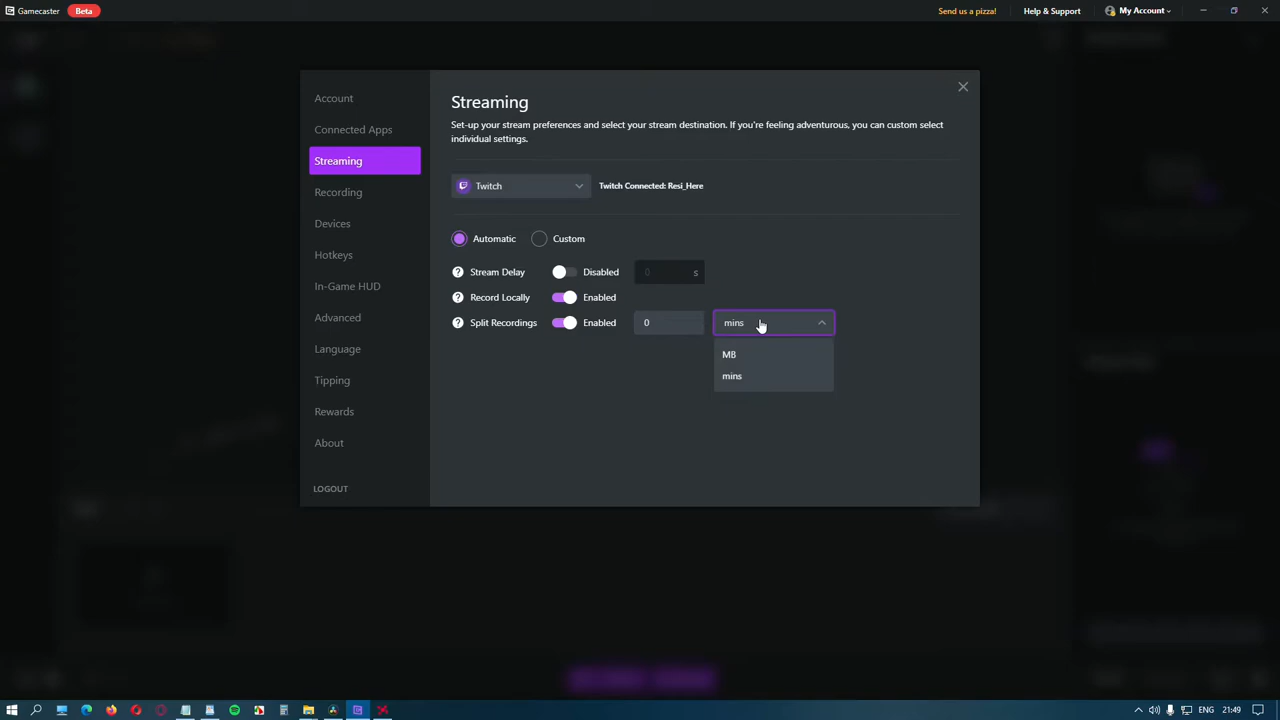 Gamecaster Beta
Send us a pizza!
Help & Support
My Account
Account
Connected Apps
Streaming
Recording
Devices
Hotkeys
In-Game HUD
Advanced
Language
Tipping
Rewards
About
LOGOUT
Streaming
Set-up your stream preferences and select your stream destination. If you're feeling adventurous, you can custom select
individual settings.
Twitch
Twitch Connected: Resi_Here
Automatic
Custom
? Stream Delay Disabled 0 s
? Record Locally Enabled
? Split Recordings Enabled 0 mins
MB
mins
ENG
21:49